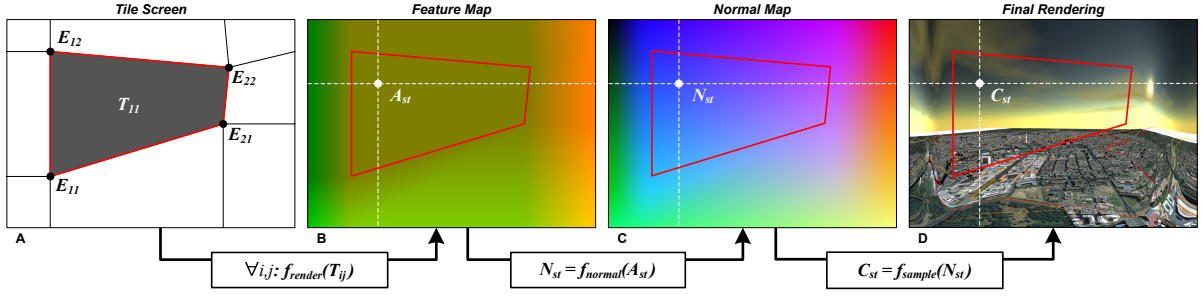 Tile Screen
Feature Map
Normal Map
Final Rendering
E12
E22
T11
E21
E11
Ast
Nst
Cst
A
B
C
D
∀i,j: frender(Tij)
Nst = fnormal(Ast)
Cst = fsample(Nst)